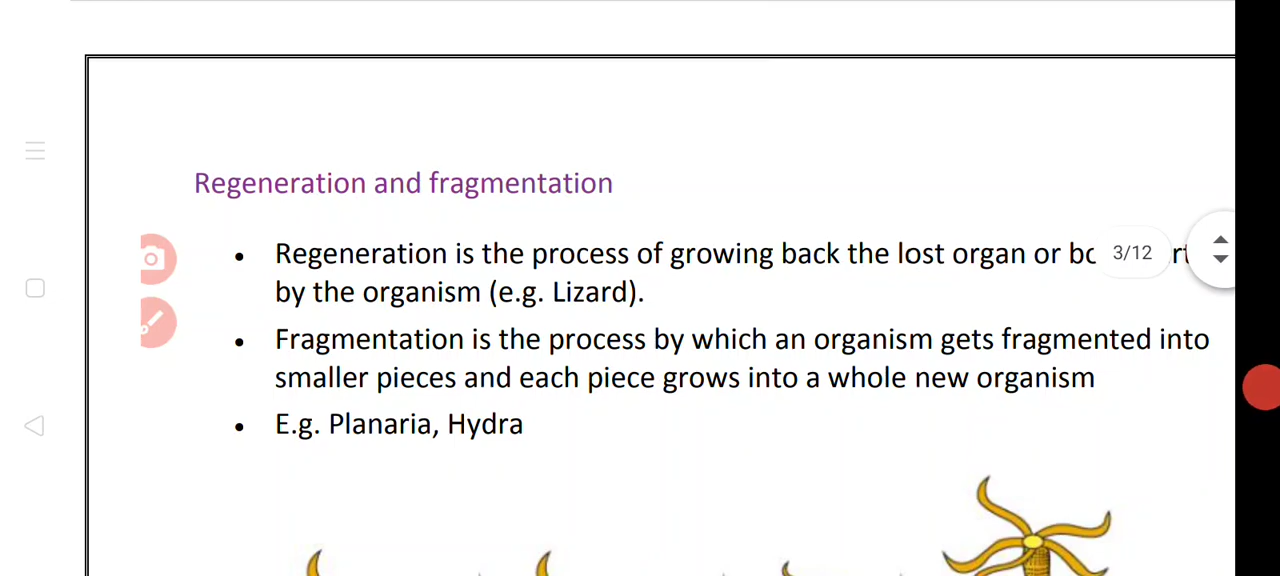 Regeneration and fragmentation
• Regeneration is the process of growing back the lost organ or
3/12
by the organism (e.g. Lizard).
• Fragmentation is the process by which an organism gets fragmented into
smaller pieces and each piece grows into a whole new organism
• E.g. Planaria, Hydra